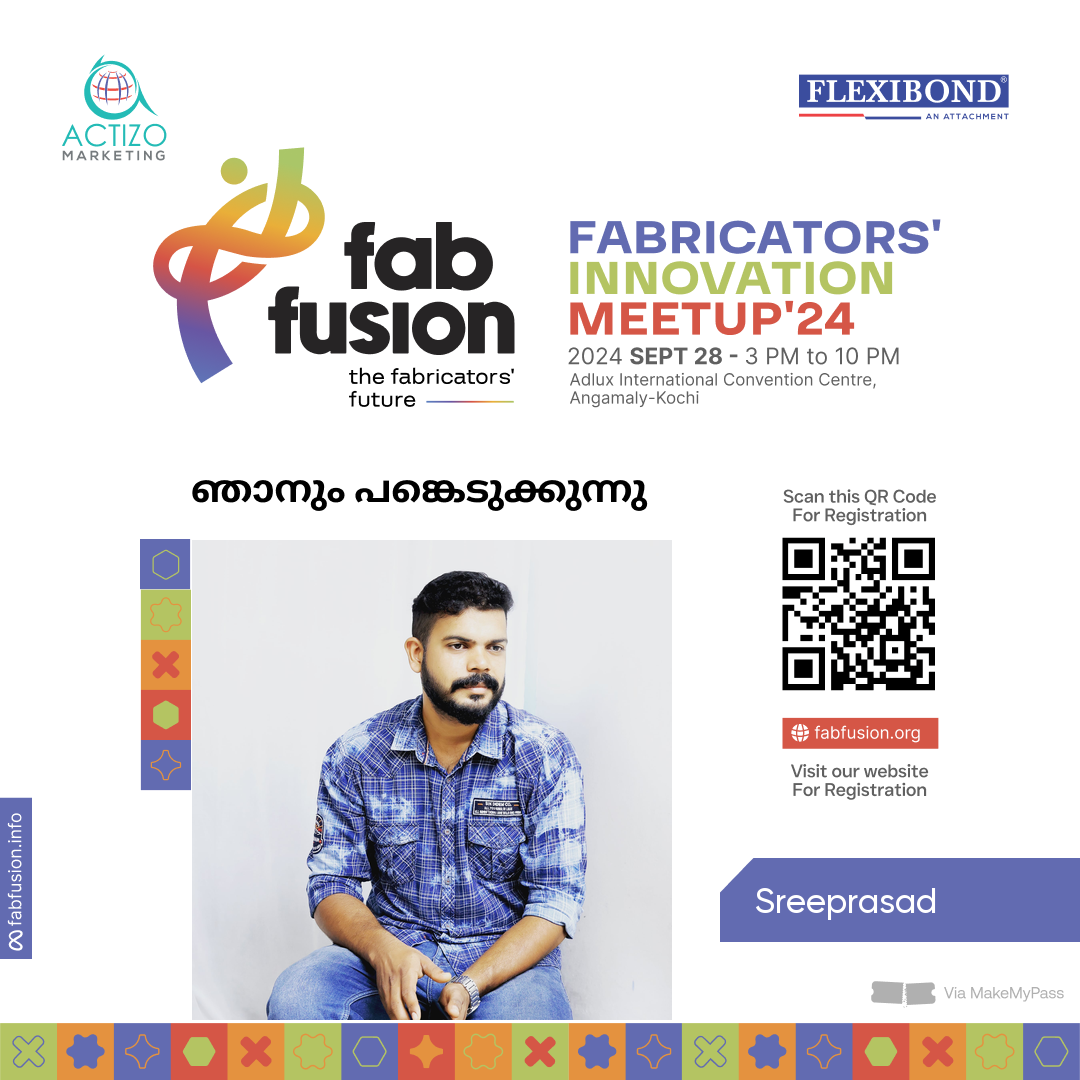 ACTIZO
MARKETING
FLEXIBOND®
AN ATTACHMENT
fab
fusion
the fabricators'
future
FABRICATORS'
INNOVATION
MEETUP'24
2024 SEPT 28 - 3 PM to 10 PM
Adlux International Convention Centre,
Angamaly-Kochi
ഞാനും പങ്കെടുക്കുന്നു
Scan this QR Code
For Registration
fabfusion.org
Visit our website
For Registration
fabfusion.info
Sreeprasad
Via MakeMyPass